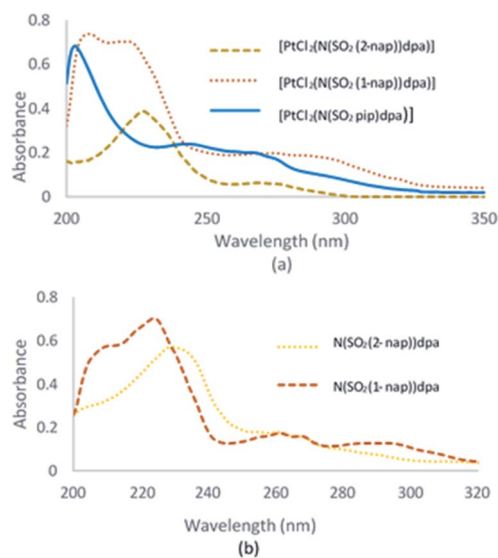 0.8
[PtCl2(N(SO2(2-nap))dpa)]
0.6
[PtCl2(N(SO2(1-nap))dpa)]
0.4
[PtCl2(N(SO2 pip)dpa)]
0.2
0
Absorbance
200 250 300 350
Wavelength (nm)
(a)
0.8
0.6
N(SO2(2- nap))dpa
0.4
N(SO2(1- nap))dpa
0.2
0
Absorbance
200 220 240 260 280 300 320
Wavelength (nm)
(b)